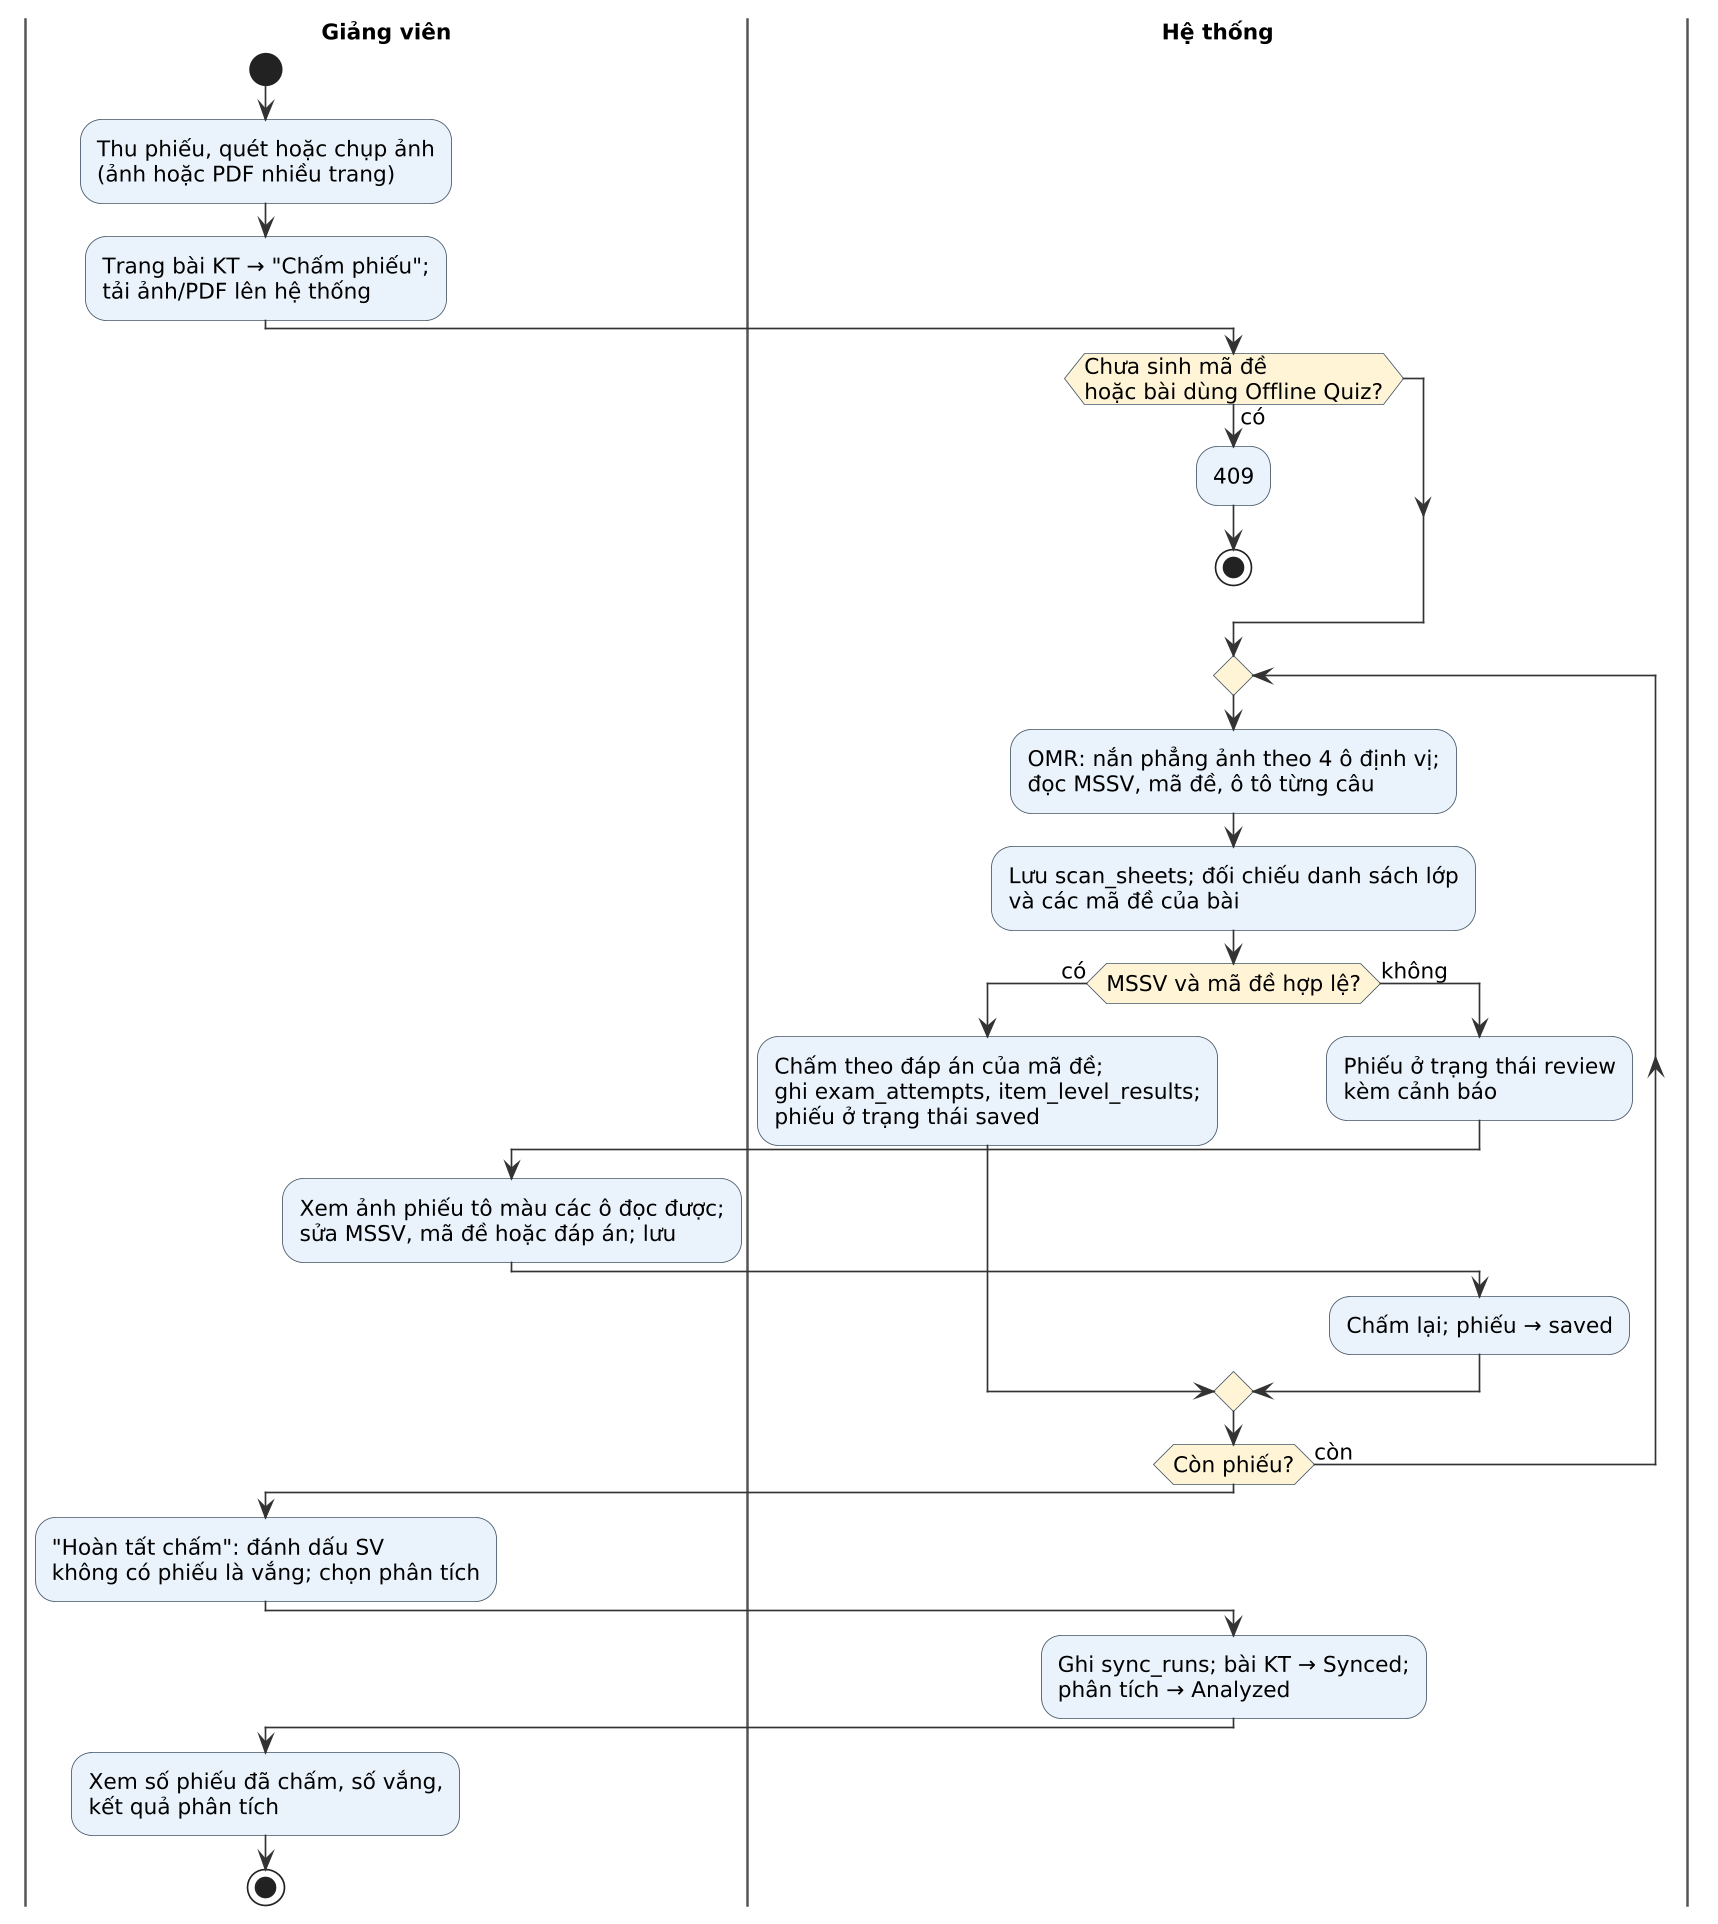 Giảng viên
Hệ thống
Thu phiếu, quét hoặc chụp ảnh
(ảnh hoặc PDF nhiều trang)
Trang bài KT → "Chấm phiếu";
tải ảnh/PDF lên hệ thống
Chưa sinh mã đề
hoặc bài dùng Offline Quiz?
có
409
OMR: nắn phẳng ảnh theo 4 ô định vị;
đọc MSSV, mã đề, ô tô từng câu
Lưu scan_sheets; đối chiếu danh sách lớp
và các mã đề của bài
có
MSSV và mã đề hợp lệ?
không
Chấm theo đáp án của mã đề;
ghi exam_attempts, item_level_results;
phiếu ở trạng thái saved
Phiếu ở trạng thái review
kèm cảnh báo
Xem ảnh phiếu tô màu các ô đọc được;
sửa MSSV, mã đề hoặc đáp án; lưu
Chấm lại; phiếu → saved
Còn phiếu?
còn
"Hoàn tất chấm": đánh dấu SV
không có phiếu là vắng; chọn phân tích
Ghi sync_runs; bài KT → Synced;
phân tích → Analyzed
Xem số phiếu đã chấm, số vắng,
kết quả phân tích